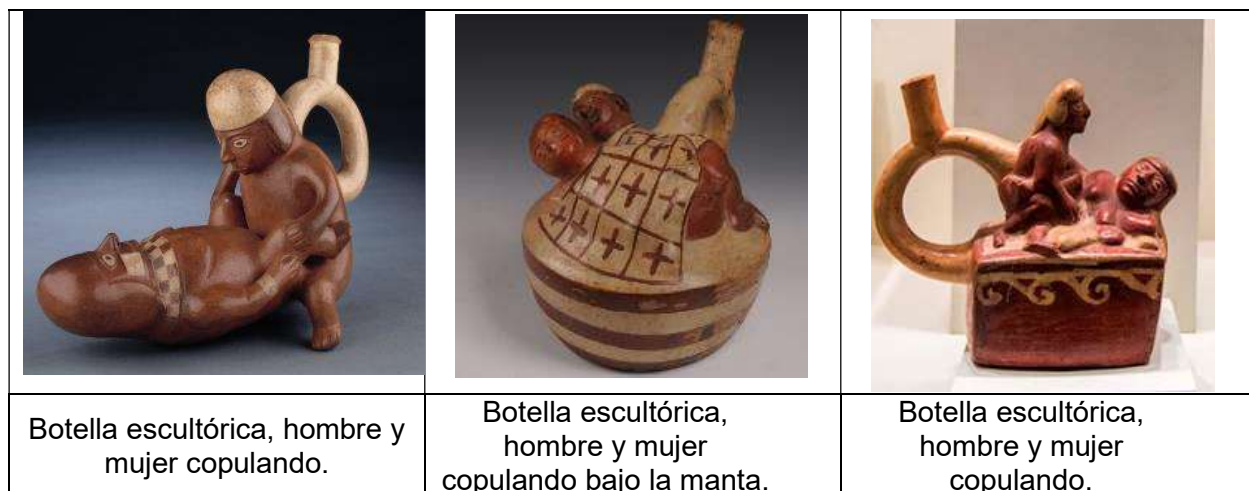 Botella escultórica, hombre y
mujer copulando.
Botella escultórica,
hombre y mujer
copulando bajo la manta.
Botella escultórica,
hombre y mujer
copulando.